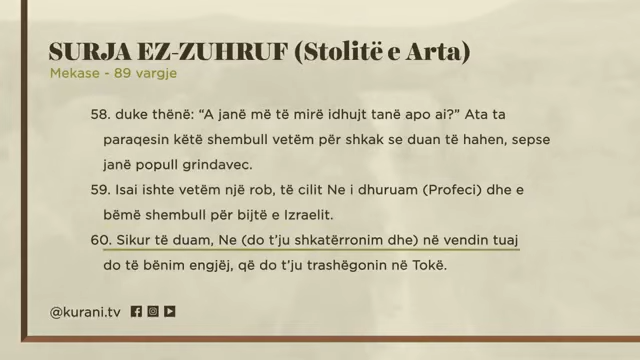 SURJA EZ-ZUHRUF (Stolitë e Arta)
Mekase - 89 vargje
58. duke thënë: “A janë më të mirë idhujt tanë apo ai?” Ata ta
paraqesin këtë shembull vetëm për shkak se duan të hahen, sepse
janë popull grindavec.
59. Isai ishte vetëm një rob, të cilit Ne i dhuruam (Profeci) dhe e
bëmë shembull për bijtë e Izraelit.
60. Sikur të duam, Ne (do t’ju shkatërronim dhe) në vendin tuaj
do të bënim engjëj, që do t’ju trashëgonin në Tokë.
@kurani.tv